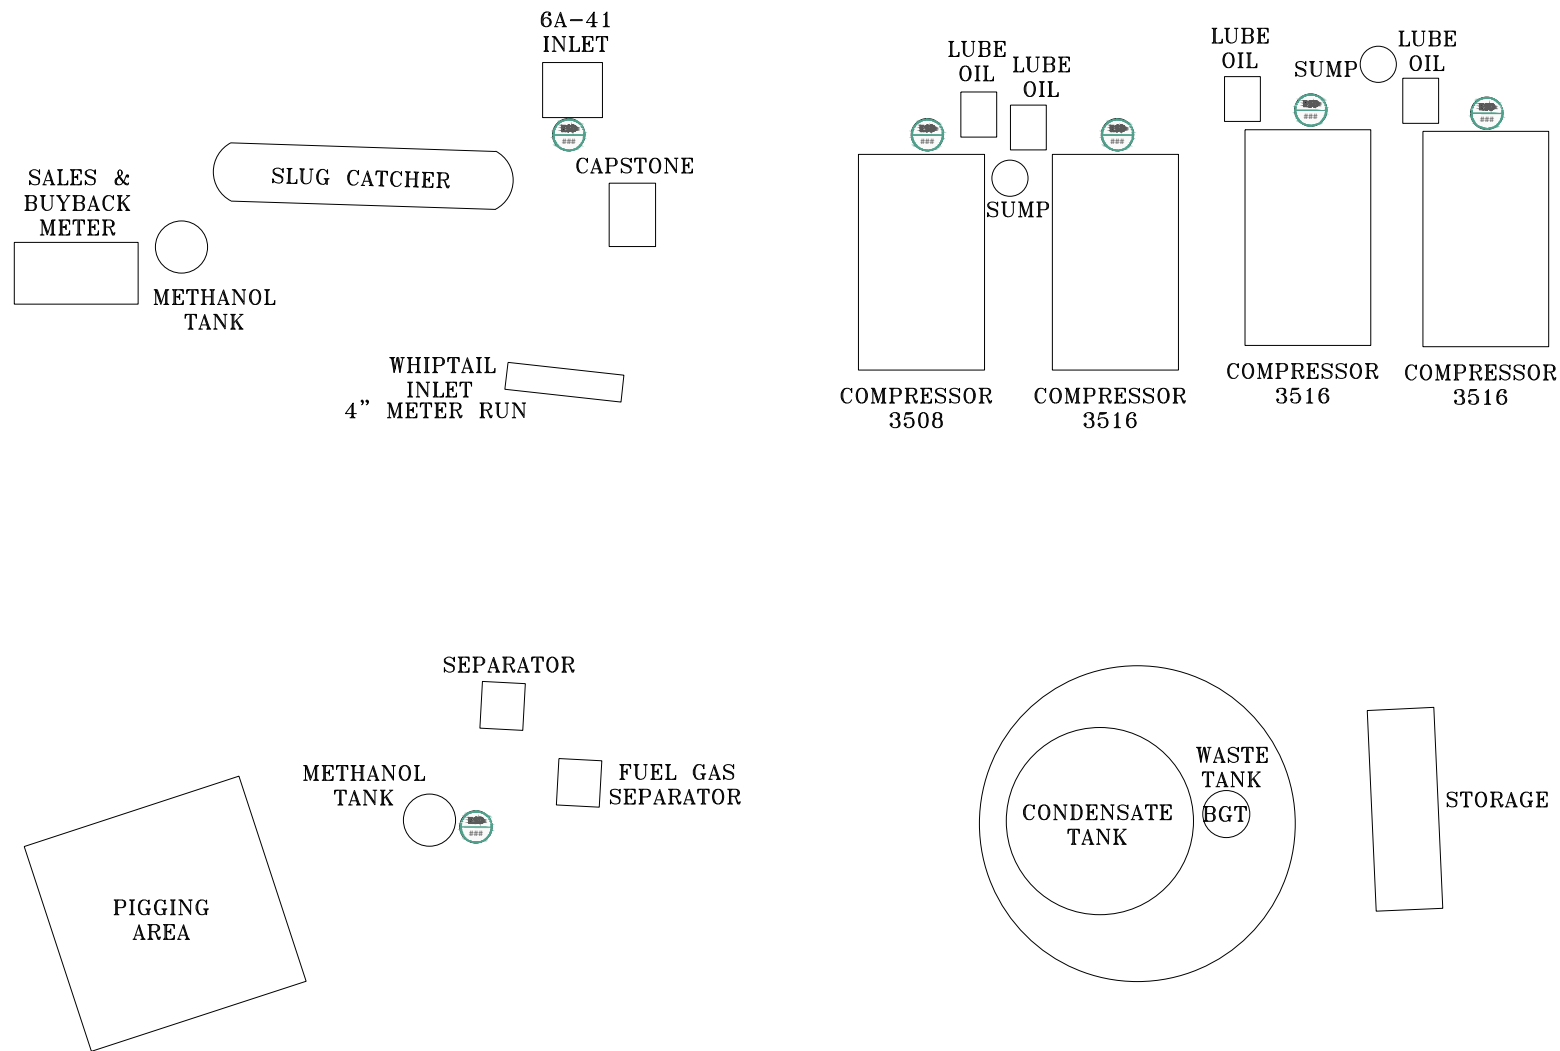 6A-41
INLET
CAPSTONE
SLUG CATCHER
SALES &
BUYBACK
METER
METHANOL
TANK
WHIPTAIL
INLET
4" METER RUN
LUBE
OIL
LUBE
OIL
SUMP
LUBE
OIL
SUMP
LUBE
OIL
COMPRESSOR
3508
COMPRESSOR
3516
COMPRESSOR
3516
COMPRESSOR
3516
###
###
###
###
###
SEPARATOR
FUEL GAS
SEPARATOR
METHANOL
TANK
###
PIGGING
AREA
CONDENSATE
TANK
WASTE
TANK
BGT
STORAGE